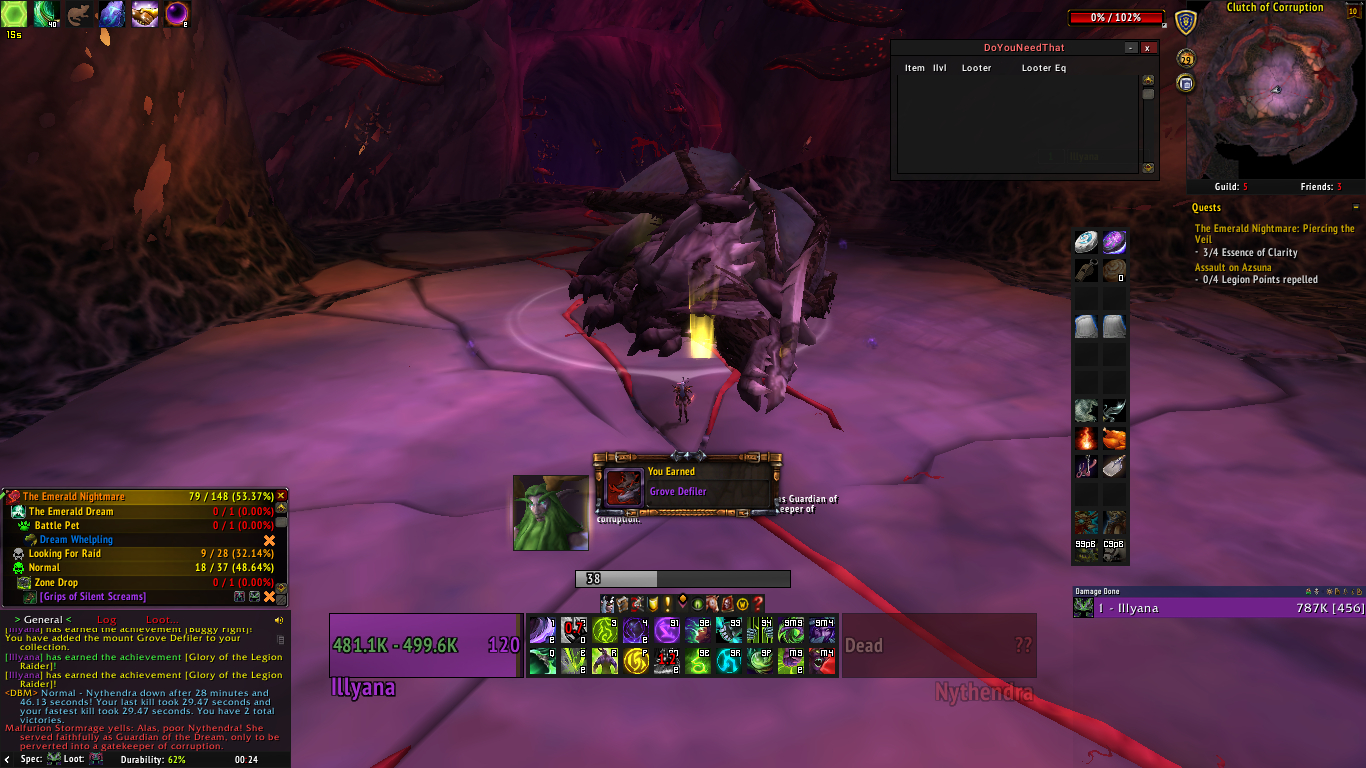 40
e
15s
0% / 102%
Clutch of Corruption
10
29
DoYouNeedThat
- x
Item Ilvl Looter Looter Eq
Illyana
Guild: 5 Friends: 3
Quests
The Emerald Nightmare: Piercing the
Veil
- 3/4 Essence of Clarity
Assault on Azsuna
- 0/4 Legion Points repelled
0
99pB C9pB
You Earned
Grove Defiler
as Guardian of
eeper of
corruption.
38
The Emerald Nightmare 79 / 148 (53.37%)
The Emerald Dream 0 / 1 (0.00%)
Battle Pet 0 / 1 (0.00%)
Dream Whelpling
Looking For Raid 9 / 28 (32.14%)
Normal 18 / 37 (48.64%)
Zone Drop 0 / 1 (0.00%)
[Grips of Silent Screams]
> General < Log Loot...
[Illyana] has earned the achievement [Buggy Fight]!
You have added the mount Grove Defiler to your
collection.
[Illyana] has earned the achievement [Glory of the Legion
Raider]!
[Illyana] has earned the achievement [Glory of the Legion
Raider]!
<DBM> Normal - Nythendra down after 28 minutes and
46.13 seconds! Your last kill took 29.47 seconds and
your fastest kill took 29.47 seconds. You have 2 total
victories.
Malfurion Stormrage yells: Alas, poor Nythendra! She
served faithfully as Guardian of the Dream, only to be
perverted into a gatekeeper of corruption.
Spec: Loot: Durability: 62% 00:24
481.1K - 499.6K 120
Illyana
Dead ??
Nythendra
Damage Done
1 - Illyana 787K [456]